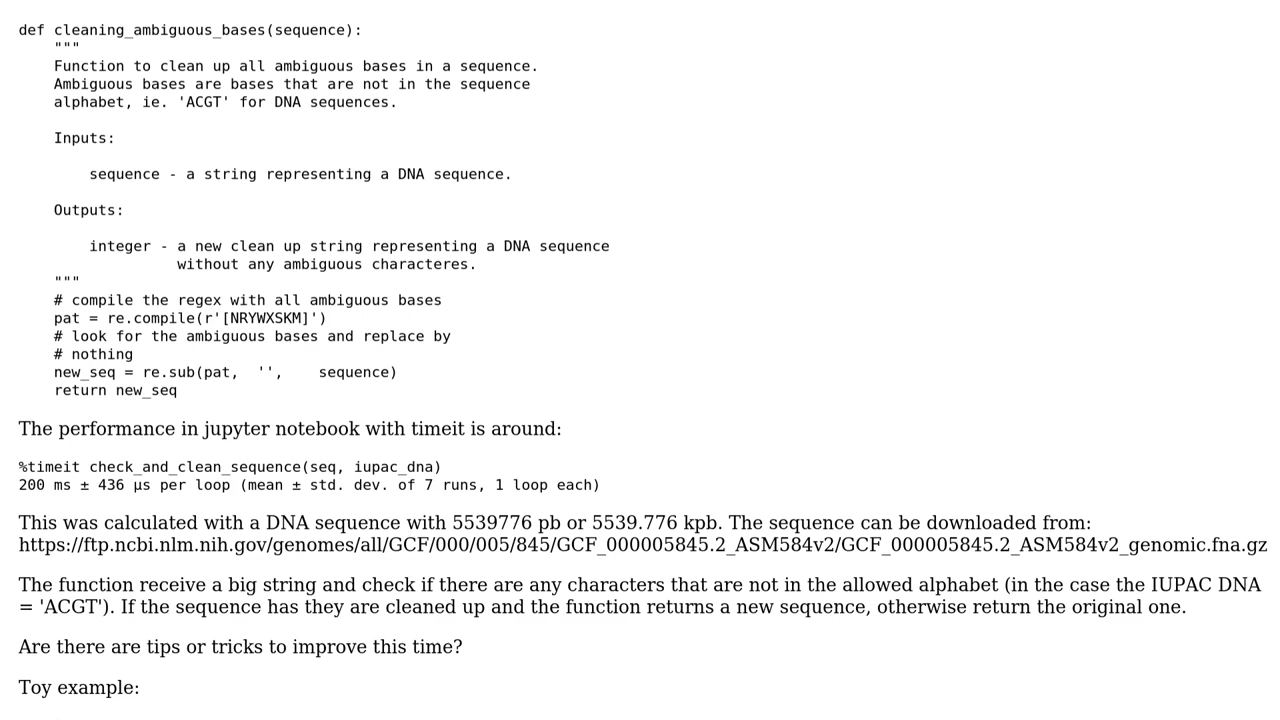 def cleaning_ambiguous_bases(sequence):
    """
    Function to clean up all ambiguous bases in a sequence.
    Ambiguous bases are bases that are not in the sequence
    alphabet, ie. 'ACGT' for DNA sequences.

    Inputs:

        sequence - a string representing a DNA sequence.

    Outputs:

        integer - a new clean up string representing a DNA sequence
                  without any ambiguous characteres.
    """
    # compile the regex with all ambiguous bases
    pat = re.compile(r'[NRYWXSKM]')
    # look for the ambiguous bases and replace by
    # nothing
    new_seq = re.sub(pat,  '',    sequence)
    return new_seq
The performance in jupyter notebook with timeit is around:
%timeit check_and_clean_sequence(seq, iupac_dna)
200 ms ± 436 µs per loop (mean ± std. dev. of 7 runs, 1 loop each)
This was calculated with a DNA sequence with 5539776 pb or 5539.776 kpb. The sequence can be downloaded from:
https://ftp.ncbi.nlm.nih.gov/genomes/all/GCF/000/005/845/GCF_000005845.2_ASM584v2/GCF_000005845.2_ASM584v2_genomic.fna.gz
The function receive a big string and check if there are any characters that are not in the allowed alphabet (in the case the IUPAC DNA
= 'ACGT'). If the sequence has they are cleaned up and the function returns a new sequence, otherwise return the original one.
Are there are tips or tricks to improve this time?
Toy example: